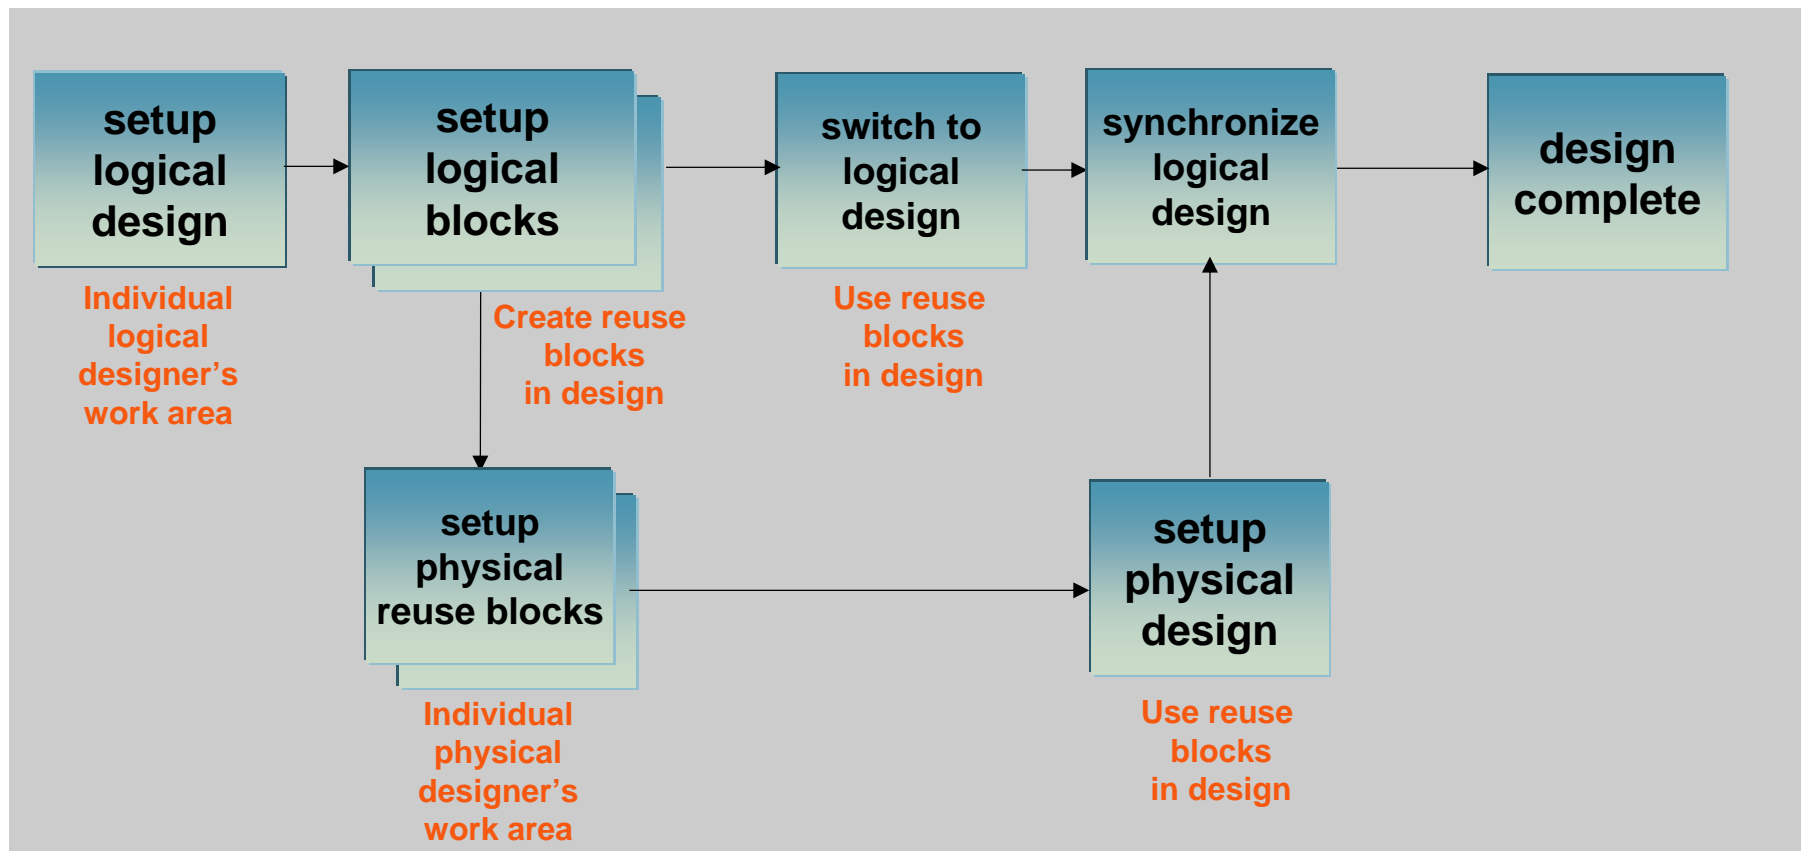 setup
logical
design
setup
logical
blocks
switch to
logical
design
synchronize
logical
design
design
complete
Individual
logical
designer’s
work area
Create reuse
blocks
in design
Use reuse
blocks
in design
setup
physical
reuse blocks
setup
physical
design
Individual
physical
designer’s
work area
Use reuse
blocks
in design